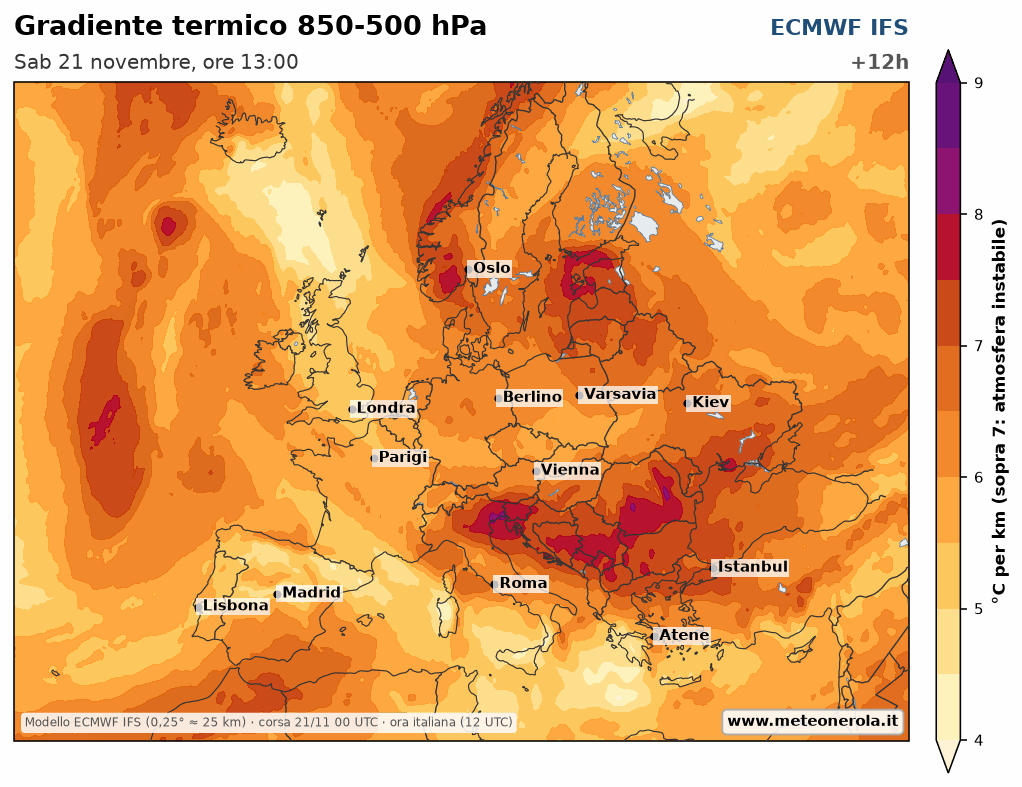 Gradiente termico 850-500 hPa
ECMWF IFS
Sab 21 novembre, ore 13:00
+12h
Oslo
Berlino
Varsavia
Kiev
Londra
Parigi
Vienna
Istanbul
Roma
Madrid
Lisbona
Atene
Modello ECMWF IFS (0,25° ≈ 25 km) · corsa 21/11 00 UTC · ora italiana (12 UTC)
www.meteonerola.it
9
8
7
6
5
4
°C per km (sopra 7: atmosfera instabile)